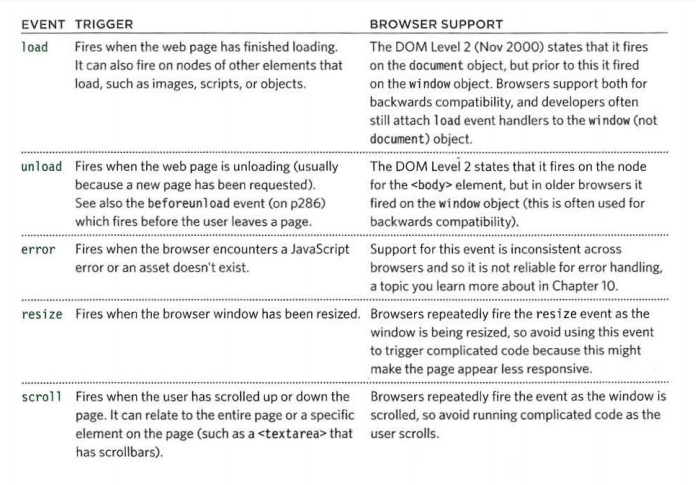 EVENT TRIGGER BROWSER SUPPORT
load
Fires when the web page has finished loading.
It can also fire on nodes of other elements that
load, such as images, scripts, or objects.
The DOM Level 2 (Nov 2000) states that it fires
on the document object, but prior to this it fired
on the window object. Browsers support both for
backwards compatibility, and developers often
still attach load event handlers to the window (not
document) object.
unload
Fires when the web page is unloading (usually
because a new page has been requested).
See also the beforeunload event (on p286)
which fires before the user leaves a page.
The DOM Level 2 states that it fires on the node
for the <body> element, but in older browsers it
fired on the window object (this is often used for
backwards compatibility).
error
Fires when the browser encounters a JavaScript
error or an asset doesn't exist.
Support for this event is inconsistent across
browsers and so it is not reliable for error handling,
a topic you learn more about in Chapter 10.
resize
Fires when the browser window has been resized.
Browsers repeatedly fire the resize event as the
window is being resized, so avoid using this event
to trigger complicated code because this might
make the page appear less responsive.
scroll
Fires when the user has scrolled up or down the
page. It can relate to the entire page or a specific
element on the page (such as a <textarea> that
has scrollbars).
Browsers repeatedly fire the event as the window is
scrolled, so avoid running complicated code as the
user scrolls.